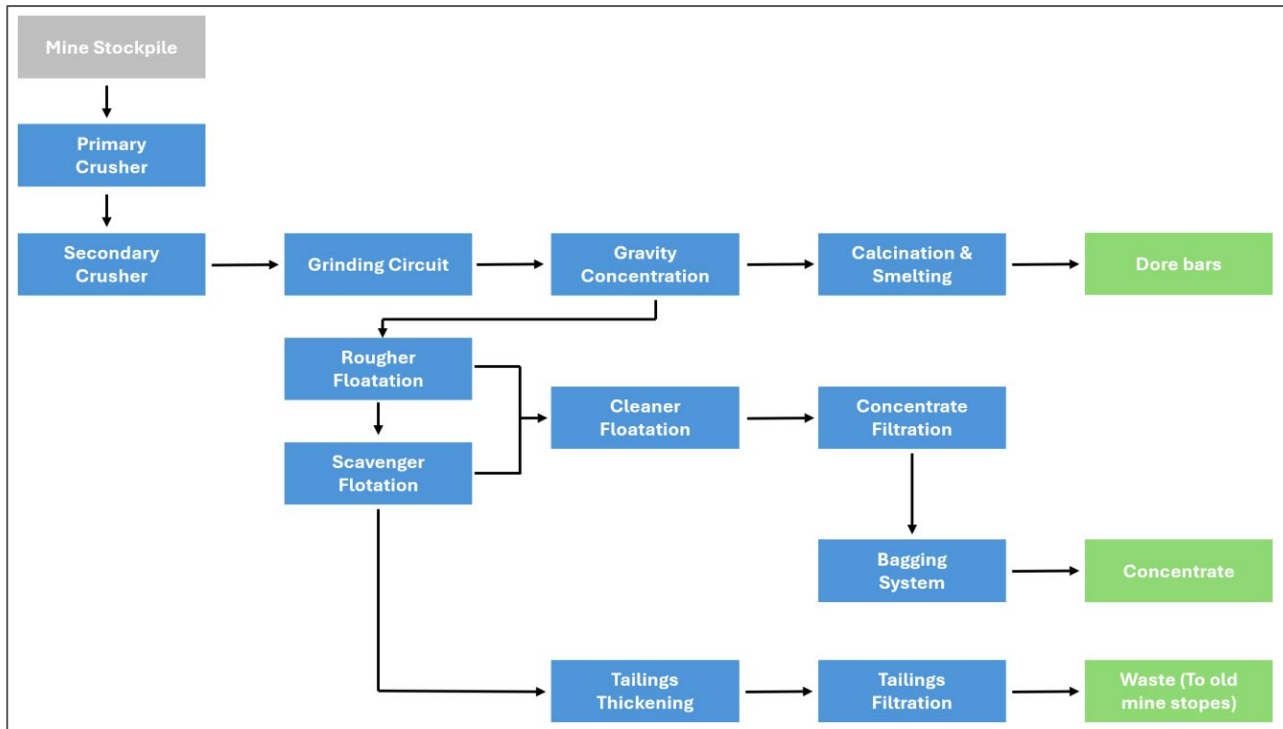 Mine Stockpile
Primary
Crusher
Secondary
Crusher
Grinding Circuit
Gravity
Concentration
Calcination &
Smelting
Dore bars
Rougher
Floatation
Cleaner
Floatation
Concentrate
Filtration
Scavenger
Flotation
Bagging
System
Concentrate
Tailings
Thickening
Tailings
Filtration
Waste (To old
mine stopes)